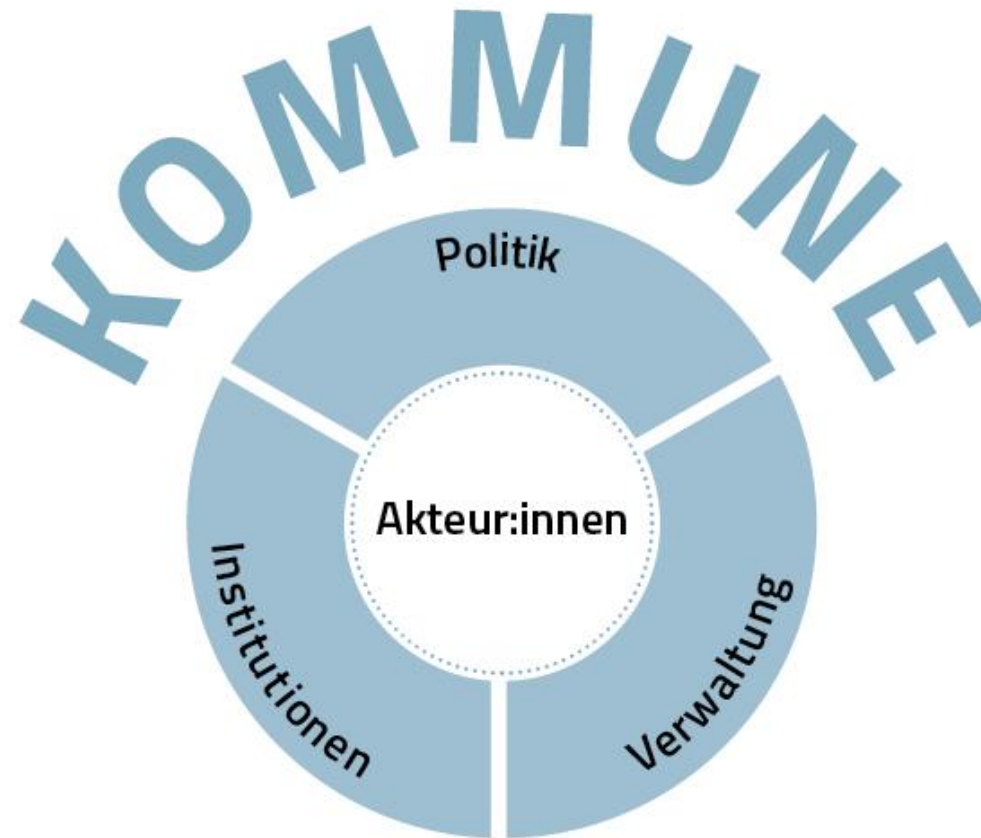 KOMMUNE
Politik
Akteur:innen
Institutionen
Verwaltung